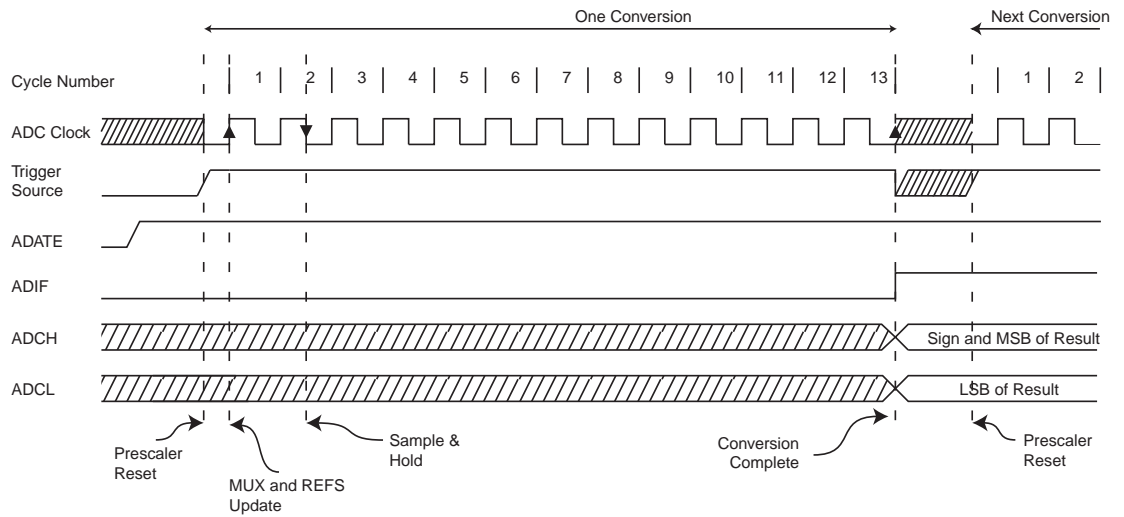 One Conversion
Next Conversion
Cycle Number
1 2 3 4 5 6 7 8 9 10 11 12 13 1 2
ADC Clock
Trigger
Source
ADATE
ADIF
ADCH
Sign and MSB of Result
ADCL
LSB of Result
Prescaler
Reset
MUX and REFS
Update
Sample &
Hold
Conversion
Complete
Prescaler
Reset